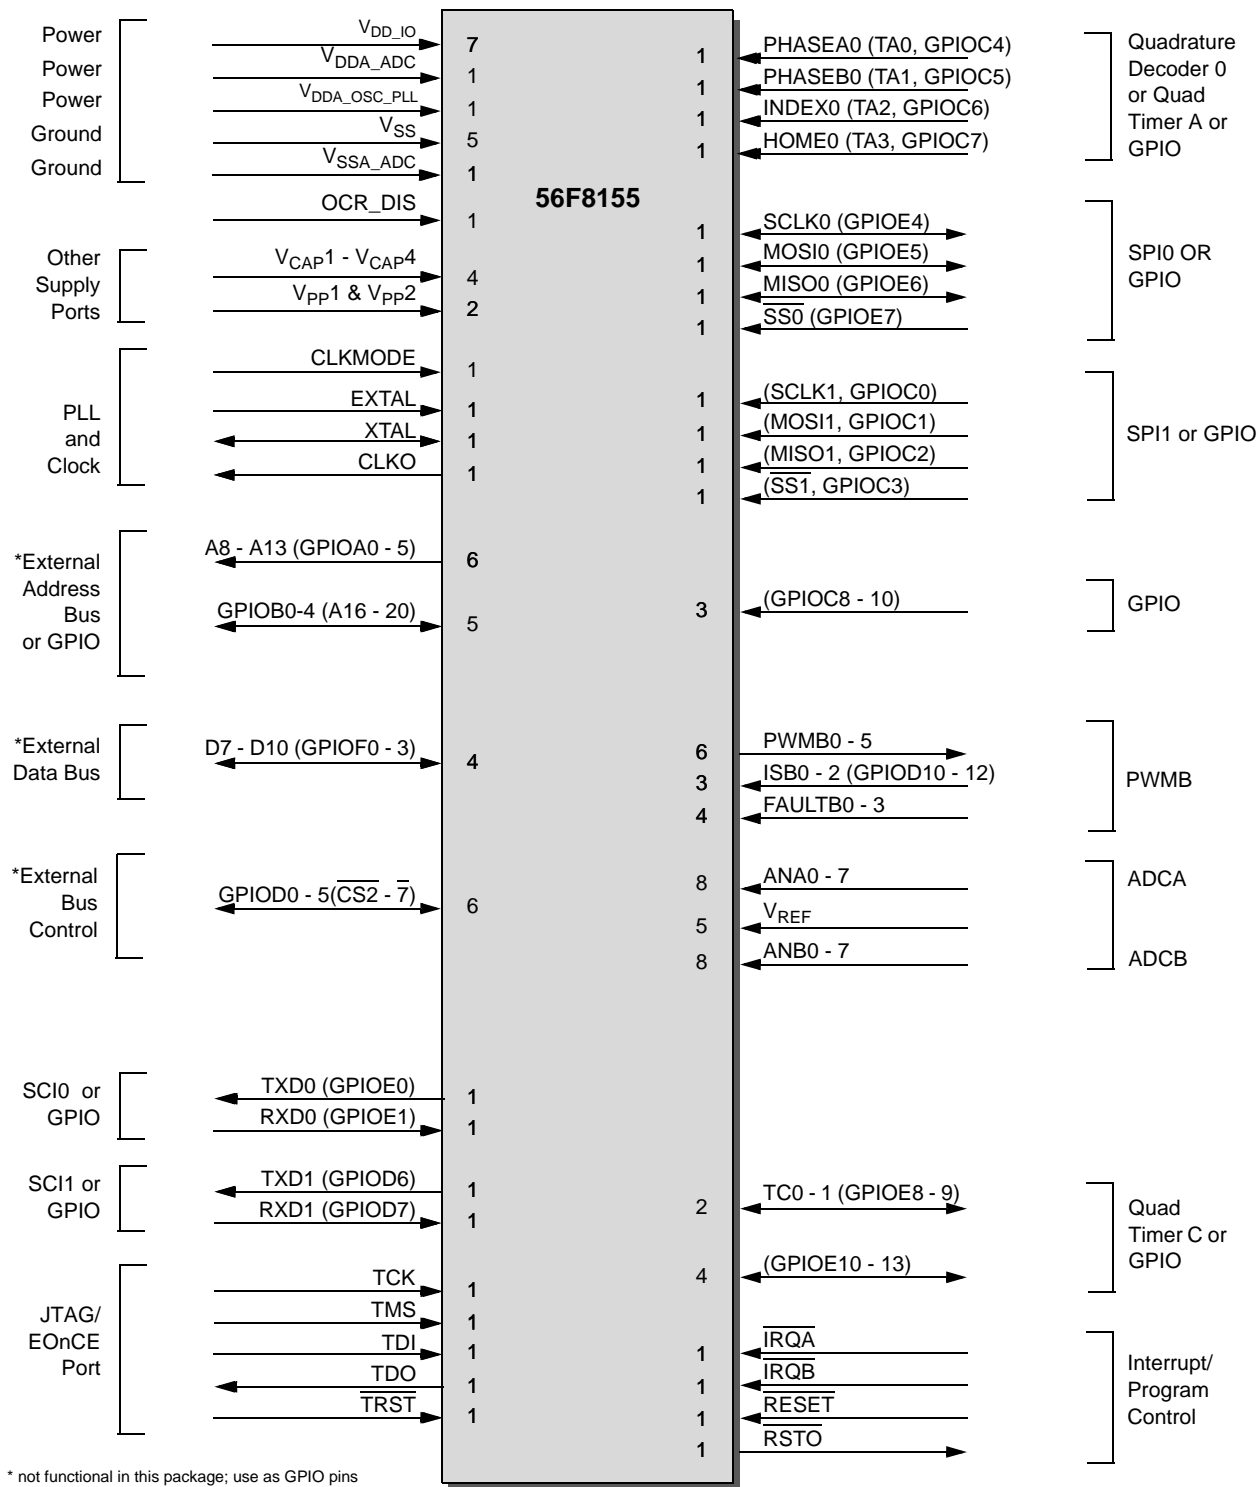 56F8155
Power
Power
Power
Ground
Ground
VDD_IO 7
VDDA_ADC 1
VDDA_OSC_PLL 1
VSS 5
VSSA_ADC 1
OCR_DIS 1
Other
Supply
Ports
VCAP1 - VCAP4 4
VPP1 & VPP2 2
PLL
and
Clock
CLKMODE 1
EXTAL 1
XTAL 1
CLKO 1
*External
Address
Bus
or GPIO
A8 - A13 (GPIOA0 - 5) 6
GPIOB0-4 (A16 - 20) 5
*External
Data Bus
D7 - D10 (GPIOF0 - 3) 4
*External
Bus
Control
GPIOD0 - 5(CS2 - 7) 6
SCI0 or
GPIO
TXD0 (GPIOE0) 1
RXD0 (GPIOE1) 1
SCI1 or
GPIO
TXD1 (GPIOD6) 1
RXD1 (GPIOD7) 1
JTAG/
EOnCE
Port
TCK 1
TMS 1
TDI 1
TDO 1
TRST 1
1 PHASEA0 (TA0, GPIOC4)
1 PHASEB0 (TA1, GPIOC5)
1 INDEX0 (TA2, GPIOC6)
1 HOME0 (TA3, GPIOC7)
Quadrature
Decoder 0
or Quad
Timer A or
GPIO
1 SCLK0 (GPIOE4)
1 MOSI0 (GPIOE5)
1 MISO0 (GPIOE6)
1 SS0 (GPIOE7)
SPI0 OR
GPIO
1 (SCLK1, GPIOC0)
1 (MOSI1, GPIOC1)
1 (MISO1, GPIOC2)
1 (SS1, GPIOC3)
SPI1 or GPIO
3 (GPIOC8 - 10)
GPIO
6 PWMB0 - 5
3 ISB0 - 2 (GPIOD10 - 12)
4 FAULTB0 - 3
PWMB
8 ANA0 - 7
5 VREF
8 ANB0 - 7
ADCA
ADCB
2 TC0 - 1 (GPIOE8 - 9)
4 (GPIOE10 - 13)
Quad
Timer C or
GPIO
1 IRQA
1 IRQB
1 RESET
1 RSTO
Interrupt/
Program
Control
* not functional in this package; use as GPIO pins